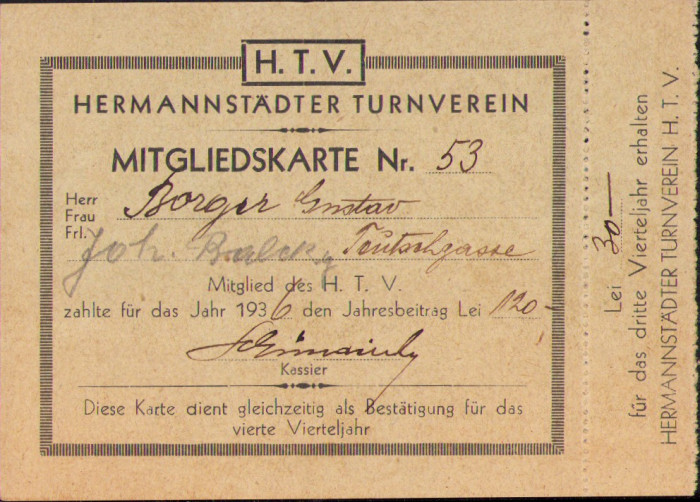 H. T. V.
HERMANNSTÄDTER TURNVEREIN
MITGLIEDSKARTE Nr. 53
Herr
Frau
Frl.
Borger Gustav
Joh. Teutschgasse
Mitglied des H. T. V.
zahlte für das Jahr 1936 den Jahresbeitrag Lei 120-
Kassier
Diese Karte dient gleichzeitig als Bestätigung für das
vierte Vierteljahr
Lei 30—
für das dritte Vierteljahr erhalten
HERMANNSTÄDTER TURNVEREIN H. T. V.